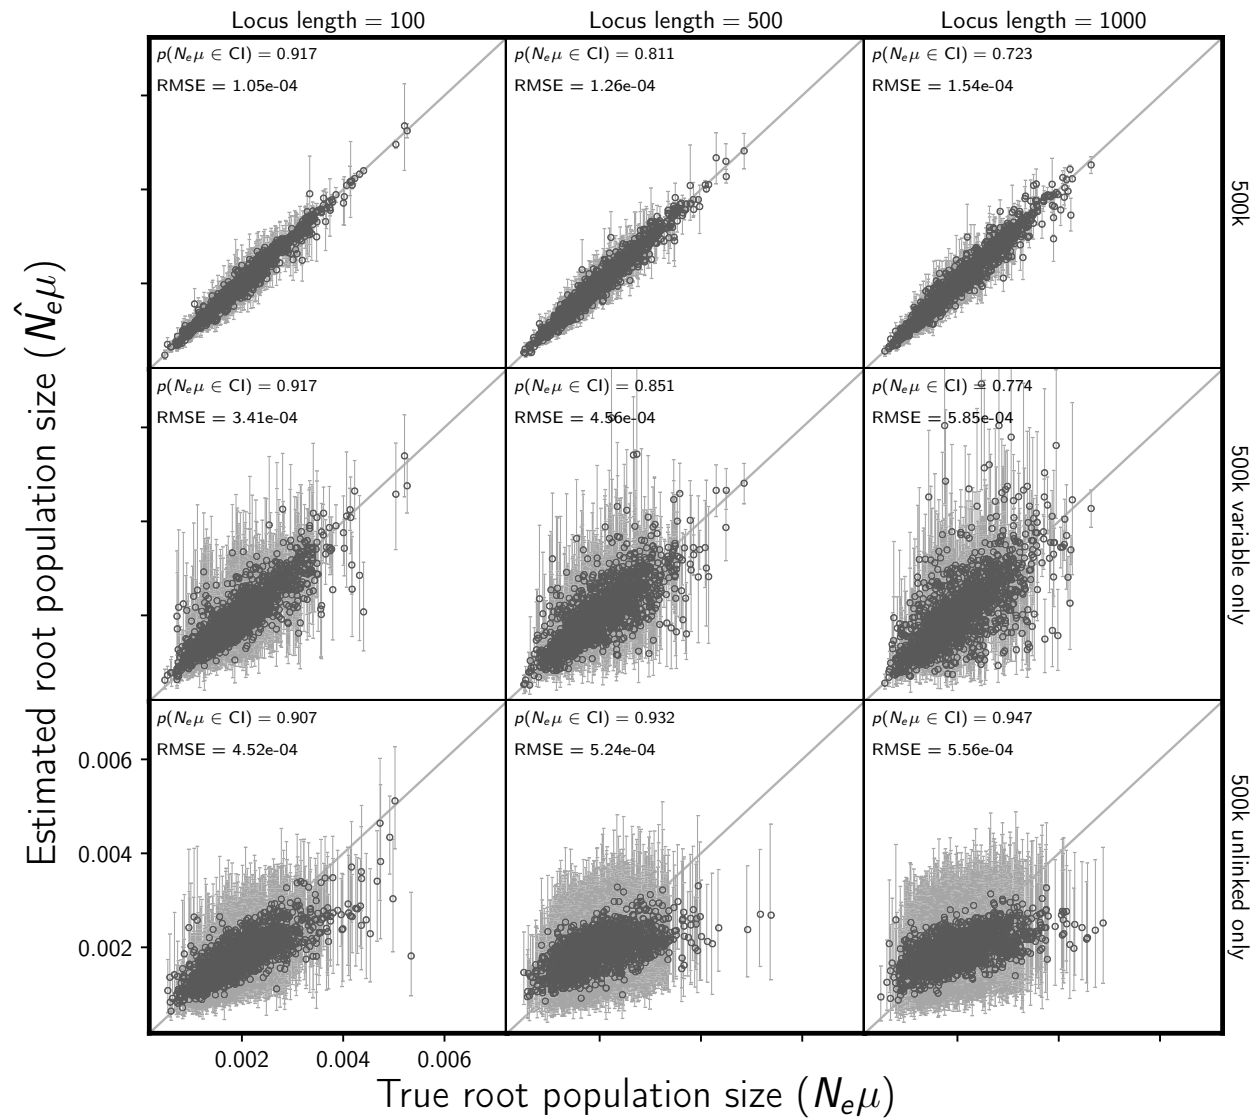 Locus length = 100
Locus length = 500
Locus length = 1000
p(Nₑμ ∈ CI) = 0.917
RMSE = 1.05e-04
p(Nₑμ ∈ CI) = 0.811
RMSE = 1.26e-04
p(Nₑμ ∈ CI) = 0.723
RMSE = 1.54e-04
500k
p(Nₑμ ∈ CI) = 0.917
RMSE = 3.41e-04
p(Nₑμ ∈ CI) = 0.851
RMSE = 4.56e-04
p(Nₑμ ∈ CI) = 0.774
RMSE = 5.85e-04
500k variable only
p(Nₑμ ∈ CI) = 0.907
RMSE = 4.52e-04
p(Nₑμ ∈ CI) = 0.932
RMSE = 5.24e-04
p(Nₑμ ∈ CI) = 0.947
RMSE = 5.56e-04
500k unlinked only
Estimated root population size (N̂ₑμ)
0.006
0.004
0.002
0.002
0.004
0.006
True root population size (Nₑμ)